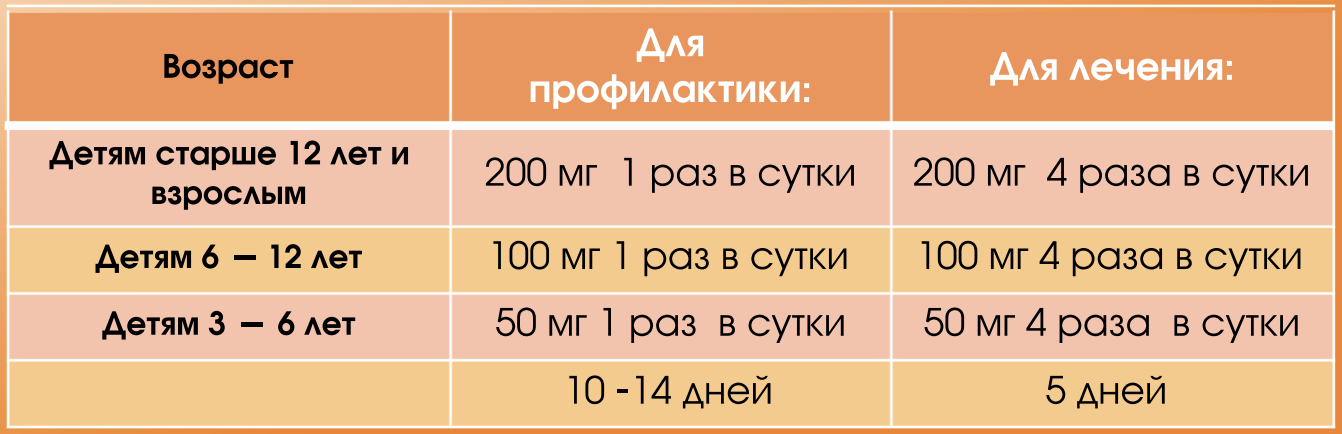 Возраст
Для
профилактики:
Для лечения:
Детям старше 12 лет и
взрослым
200 мг 1 раз в сутки
200 мг 4 раза в сутки
Детям 6 – 12 лет
100 мг 1 раз в сутки
100 мг 4 раза в сутки
Детям 3 – 6 лет
50 мг 1 раз в сутки
50 мг 4 раза в сутки
10 -14 дней
5 дней